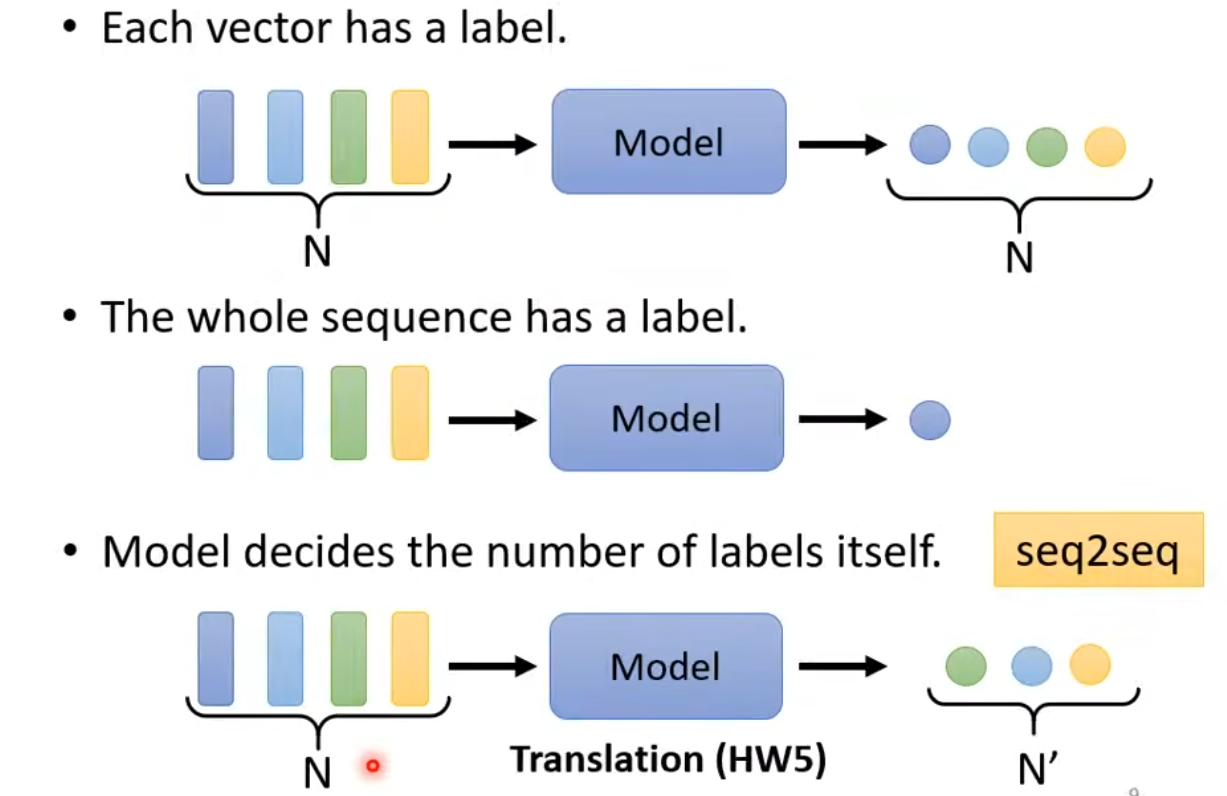 • Each vector has a label.
Model
N
N
• The whole sequence has a label.
Model
• Model decides the number of labels itself.
seq2seq
Model
N
Translation (HW5)
N’
9